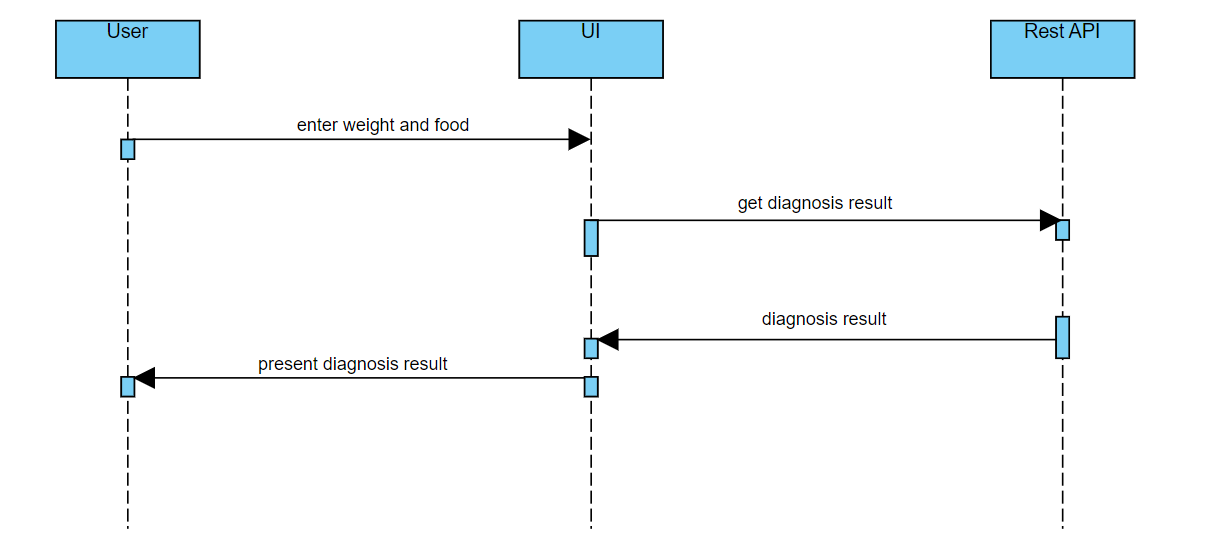 User
UI
Rest API
enter weight and food
get diagnosis result
diagnosis result
present diagnosis result